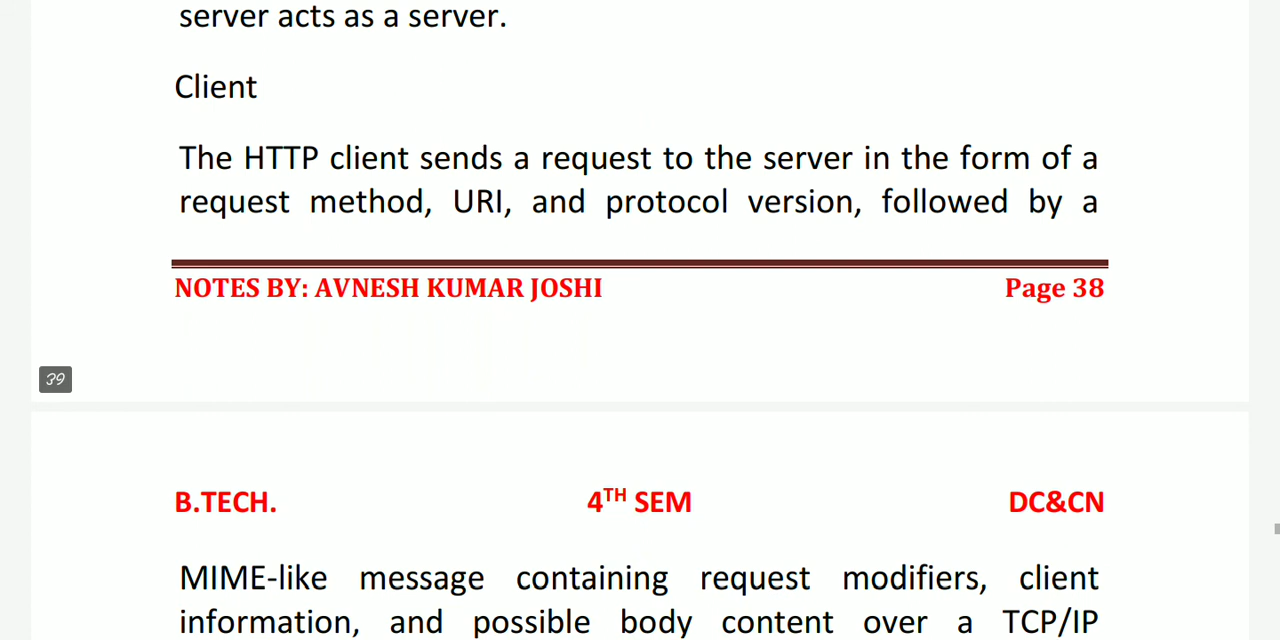 server acts as a server.
Client
The HTTP client sends a request to the server in the form of a
request method, URI, and protocol version, followed by a
NOTES BY: AVNESH KUMAR JOSHI Page 38
39
B.TECH. 4TH SEM DC&CN
MIME-like message containing request modifiers, client
information, and possible body content over a TCP/IP